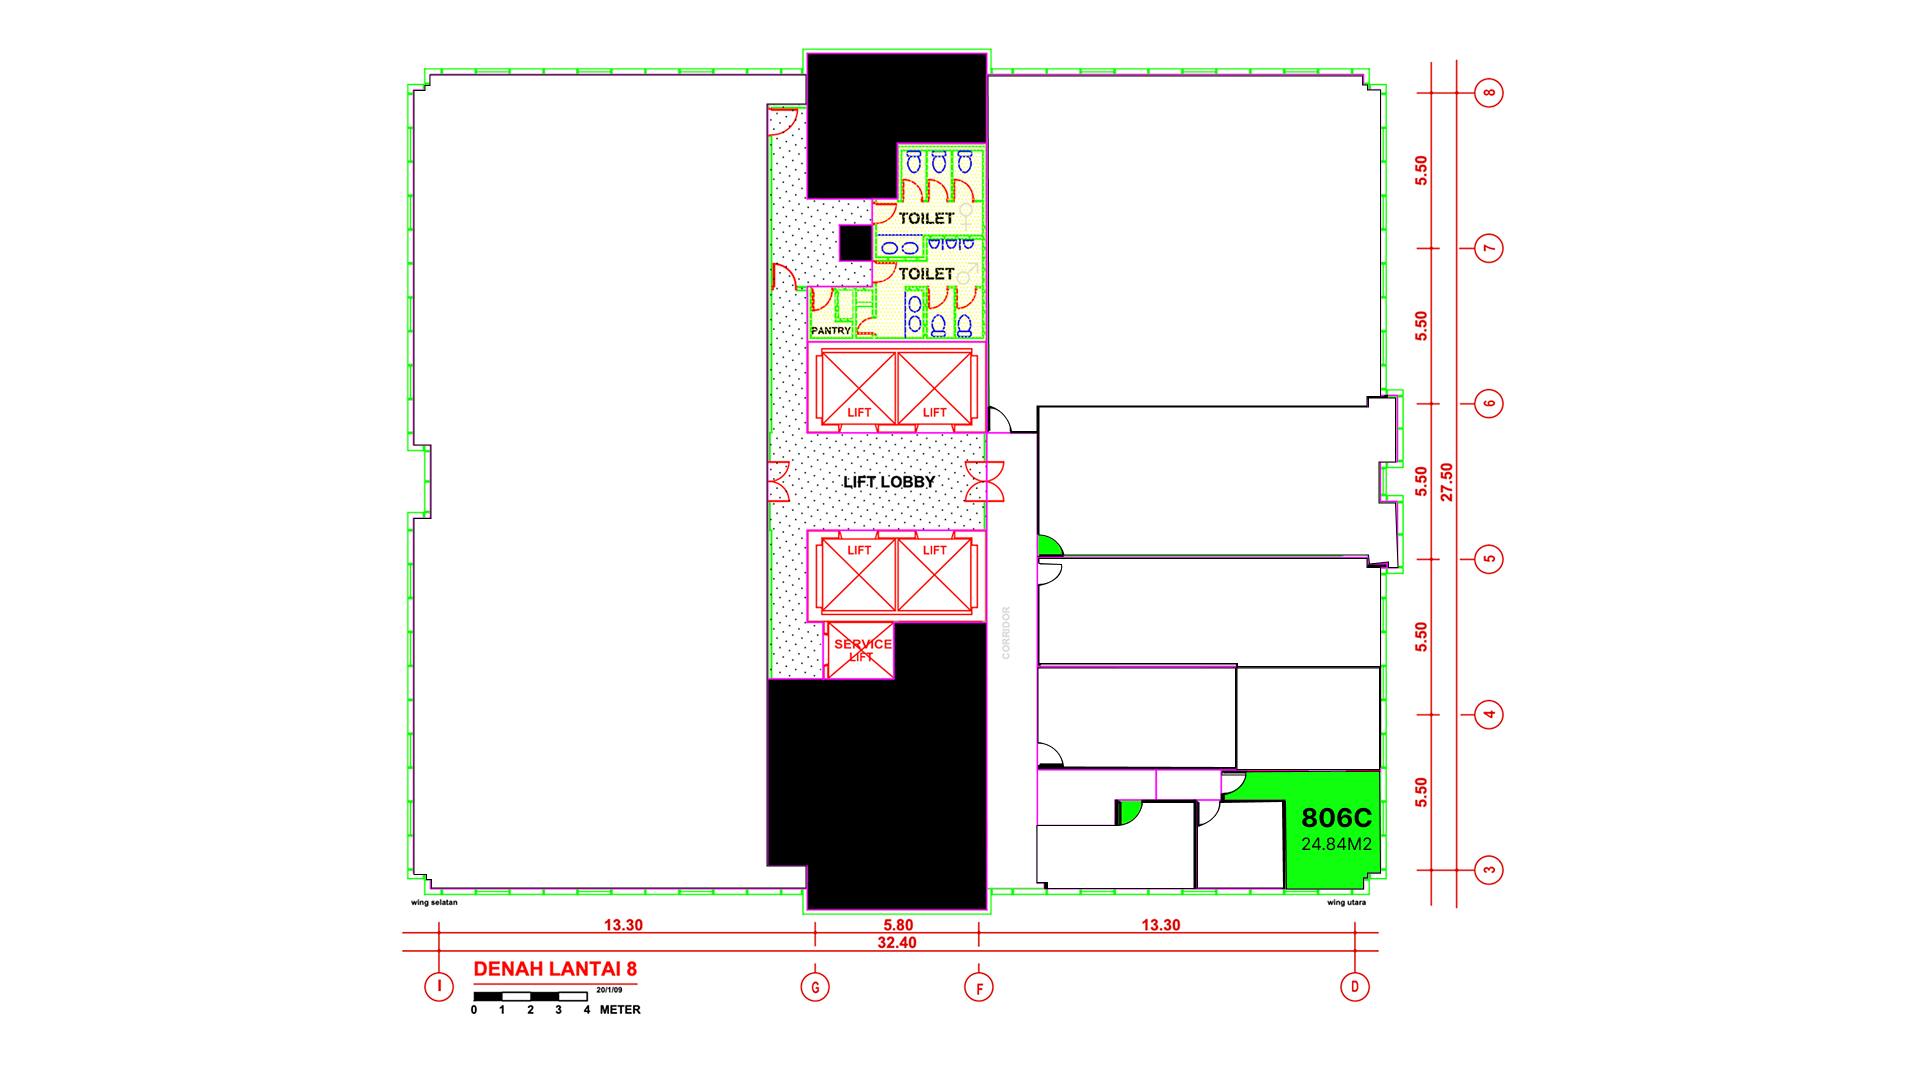 8
5.50
TOILET
7
TOILET
5.50
PANTRY
LIFT
LIFT
6
LIFT LOBBY
5.50
27.50
LIFT
LIFT
5
CORRIDOR
SERVICE
LIFT
5.50
4
5.50
806C
24.84M2
3
wing selatan
wing utara
13.30
5.80
13.30
32.40
DENAH LANTAI 8
20/1/09
I
G
F
D
0 1 2 3 4 METER